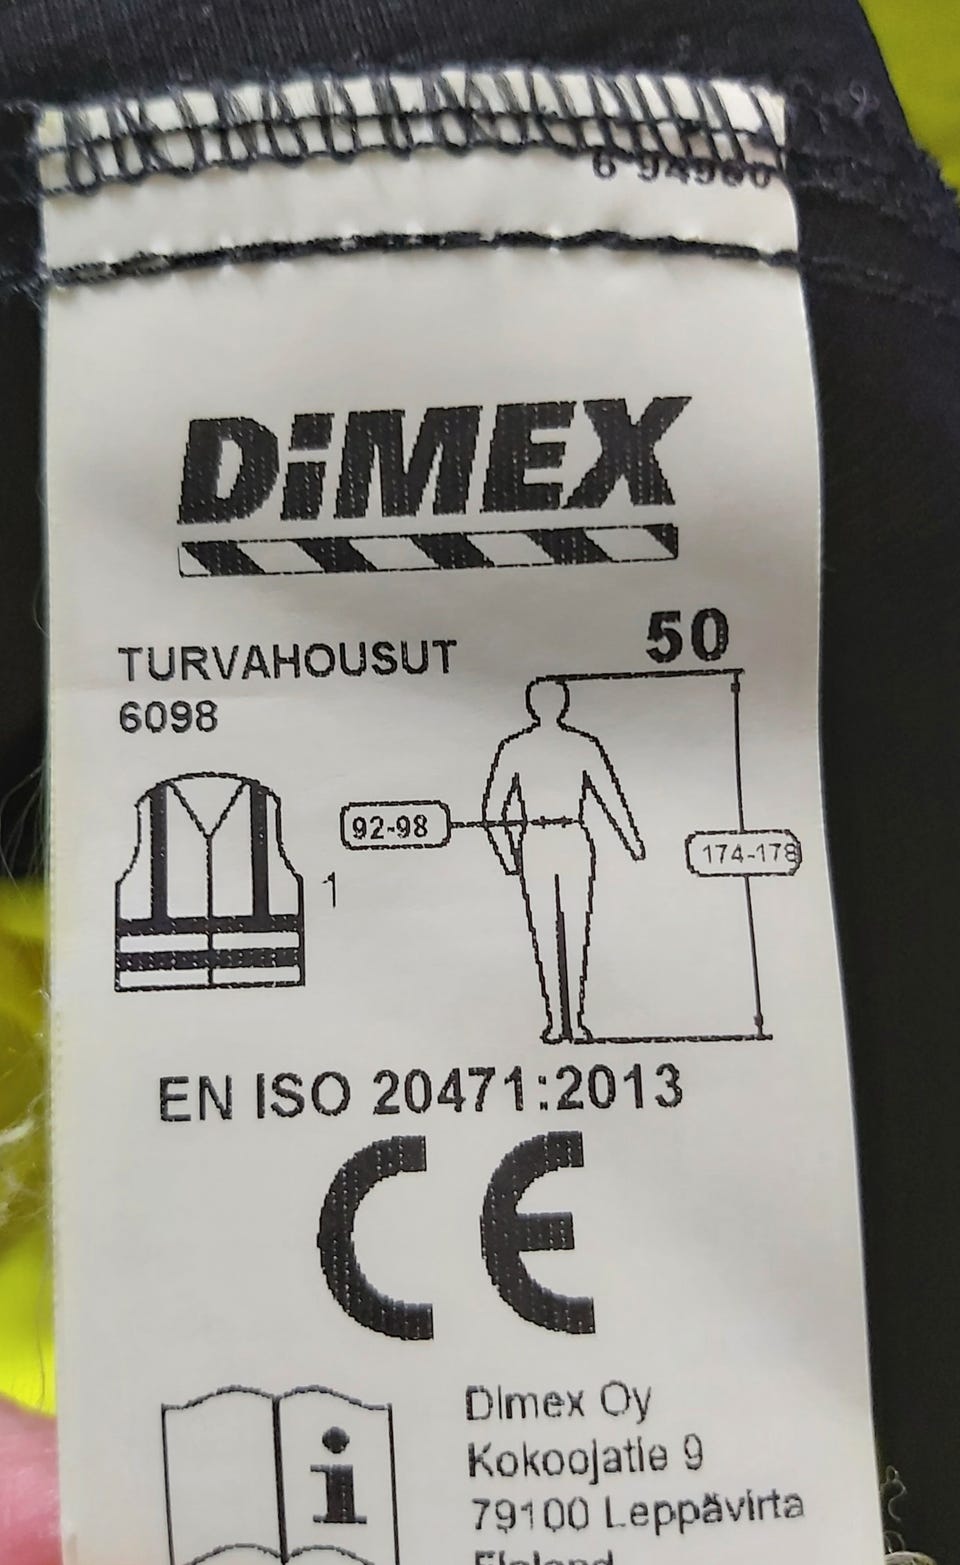 DiMEX
50
TURVAHOUSUT
6098
92-98
174-178
1
EN ISO 20471:2013
CE
i
Dimex Oy
Kokoojatie 9
79100 Leppävirta
Finland